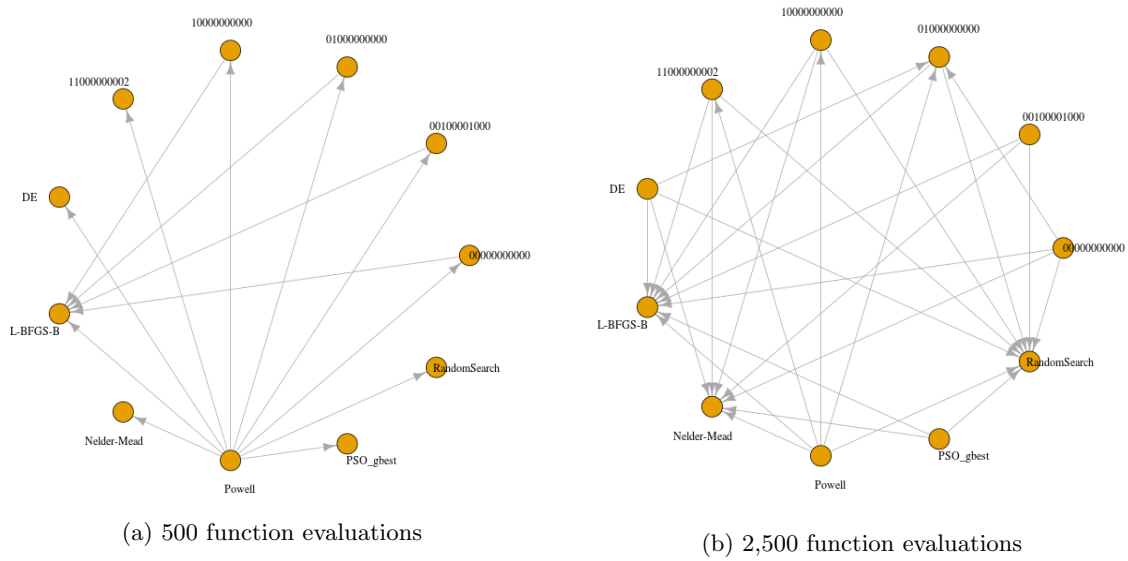 10000000000
01000000000
11000000002
00100001000
DE
00000000000
L-BFGS-B
RandomSearch
Nelder-Mead
PSO_gbest
Powell
(a) 500 function evaluations
10000000000
01000000000
11000000002
00100001000
DE
00000000000
L-BFGS-B
RandomSearch
Nelder-Mead
PSO_gbest
Powell
(b) 2,500 function evaluations